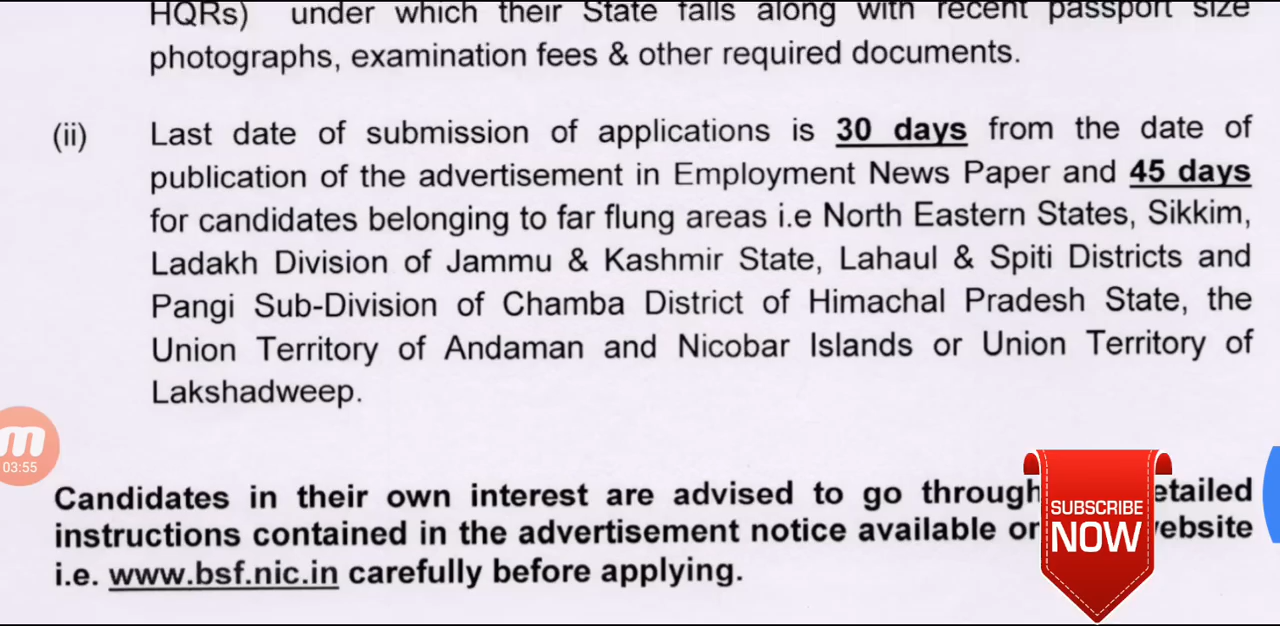 HQRs) under which their State falls along with recent passport size
photographs, examination fees & other required documents.
(ii) Last date of submission of applications is 30 days from the date of
publication of the advertisement in Employment News Paper and 45 days
for candidates belonging to far flung areas i.e North Eastern States, Sikkim,
Ladakh Division of Jammu & Kashmir State, Lahaul & Spiti Districts and
Pangi Sub-Division of Chamba District of Himachal Pradesh State, the
Union Territory of Andaman and Nicobar Islands or Union Territory of
Lakshadweep.
m
03:55
Candidates in their own interest are advised to go through etailed
instructions contained in the advertisement notice available or ebsite
i.e. www.bsf.nic.in carefully before applying.
SUBSCRIBE
NOW